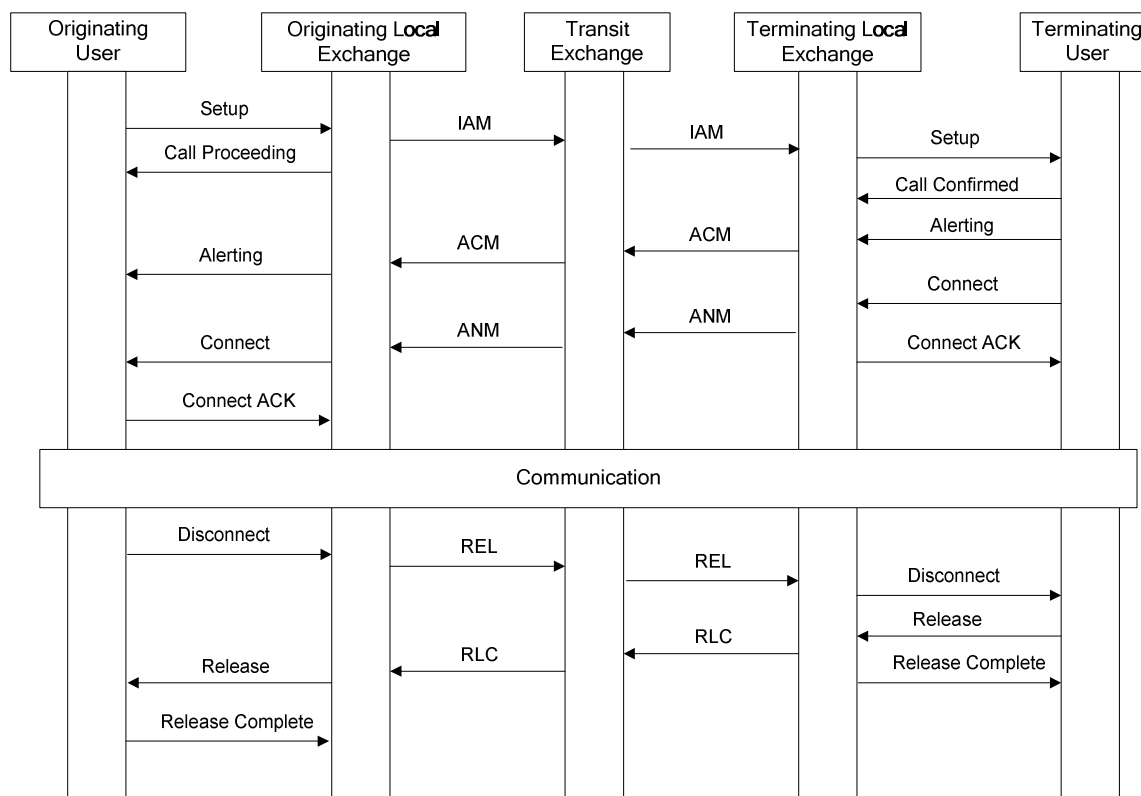 Originating
User
Originating Local
Exchange
Transit
Exchange
Terminating Local
Exchange
Terminating
User
Setup
IAM
IAM
Setup
Call Proceeding
Call Confirmed
Alerting
ACM
ACM
Alerting
Connect
ANM
ANM
Connect
Connect ACK
Connect ACK
Communication
Disconnect
REL
REL
Disconnect
Release
RLC
RLC
Release
Release Complete
Release Complete